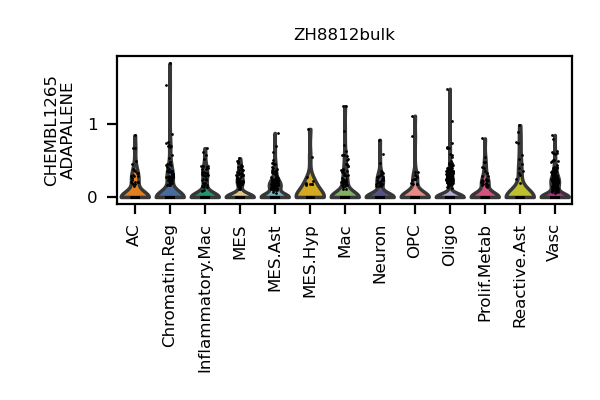 ZH8812bulk
CHEMBL1265
ADAPALENE
1
0
AC
Chromatin.Reg
Inflammatory.Mac
MES
MES.Ast
MES.Hyp
Mac
Neuron
OPC
Oligo
Prolif.Metab
Reactive.Ast
Vasc